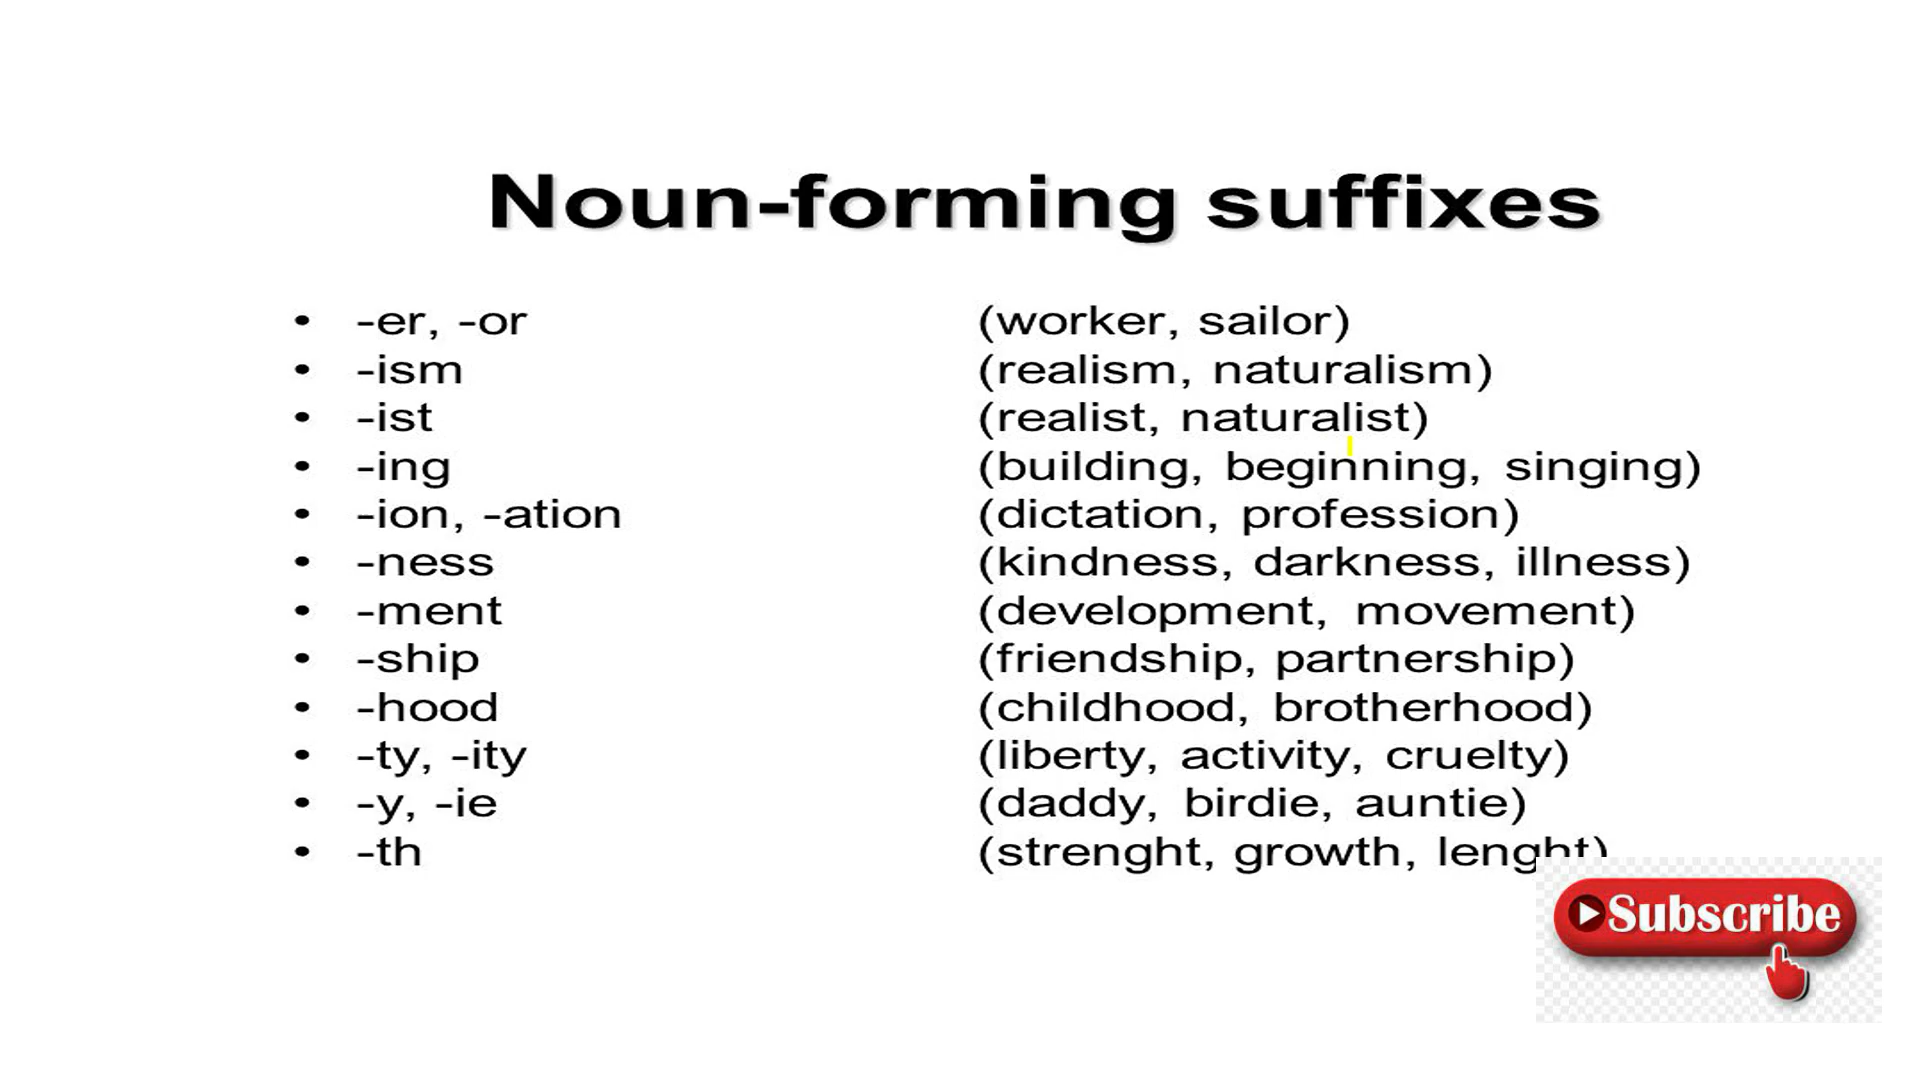 Noun-forming suffixes
• -er, -or (worker, sailor)
• -ism (realism, naturalism)
• -ist (realist, naturalist)
• -ing (building, beginning, singing)
• -ion, -ation (dictation, profession)
• -ness (kindness, darkness, illness)
• -ment (development, movement)
• -ship (friendship, partnership)
• -hood (childhood, brotherhood)
• -ty, -ity (liberty, activity, cruelty)
• -y, -ie (daddy, birdie, auntie)
• -th (strenght, growth, lenght)
Subscribe